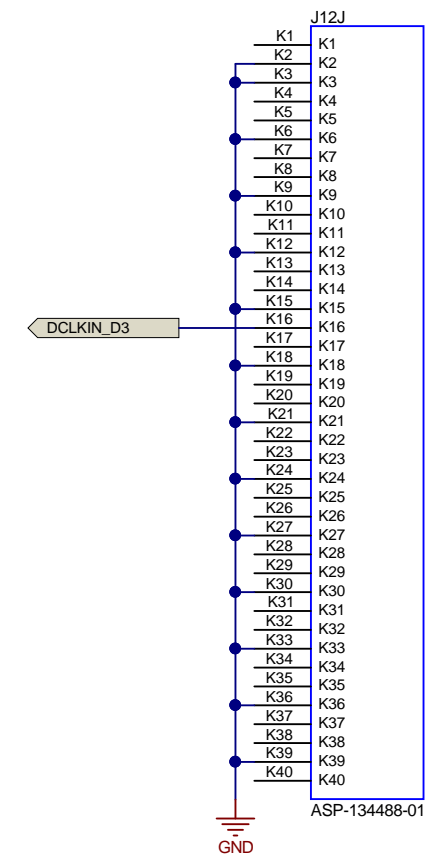 J12J
K1 K1
K2 K2
K3 K3
K4 K4
K5 K5
K6 K6
K7 K7
K8 K8
K9 K9
K10 K10
K11 K11
K12 K12
K13 K13
K14 K14
K15 K15
DCLKIN_D3 K16 K16
K17 K17
K18 K18
K19 K19
K20 K20
K21 K21
K22 K22
K23 K23
K24 K24
K25 K25
K26 K26
K27 K27
K28 K28
K29 K29
K30 K30
K31 K31
K32 K32
K33 K33
K34 K34
K35 K35
K36 K36
K37 K37
K38 K38
K39 K39
K40 K40
ASP-134488-01
GND